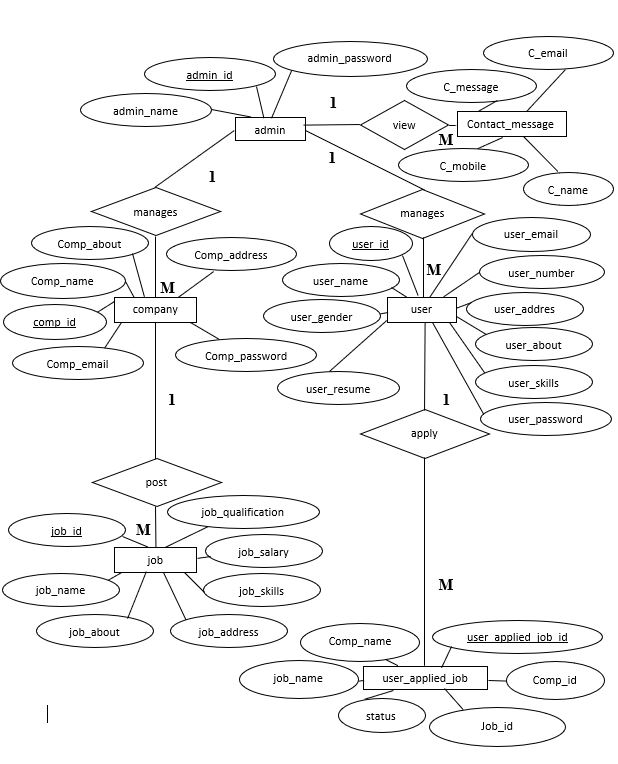 C_email
admin_password
admin_id
C_message
1
admin_name
view
Contact_message
admin
M
1
C_mobile
1
C_name
manages
manages
user_email
Comp_about
user_id
Comp_address
M
user_number
Comp_name
user_name
M
company
user
user_addres
comp_id
user_gender
user_about
Comp_email
Comp_password
user_skills
user_resume
1
1
user_password
apply
post
job_qualification
job_id
M
job_salary
job
job_name
job_skills
M
job_about
job_address
Comp_name
user_applied_job_id
job_name
user_applied_job
Comp_id
status
Job_id